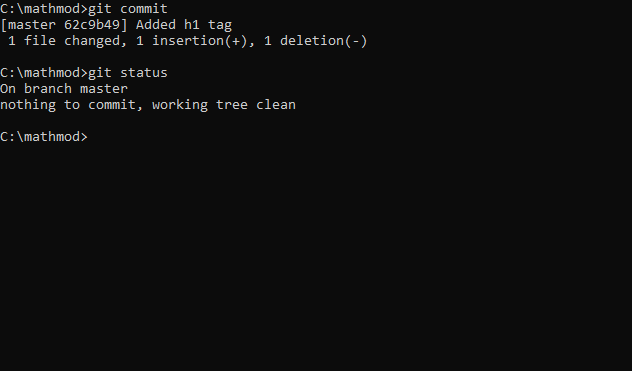 C:\mathmod>git commit
[master 62c9b49] Added h1 tag
 1 file changed, 1 insertion(+), 1 deletion(-)
C:\mathmod>git status
On branch master
nothing to commit, working tree clean
C:\mathmod>